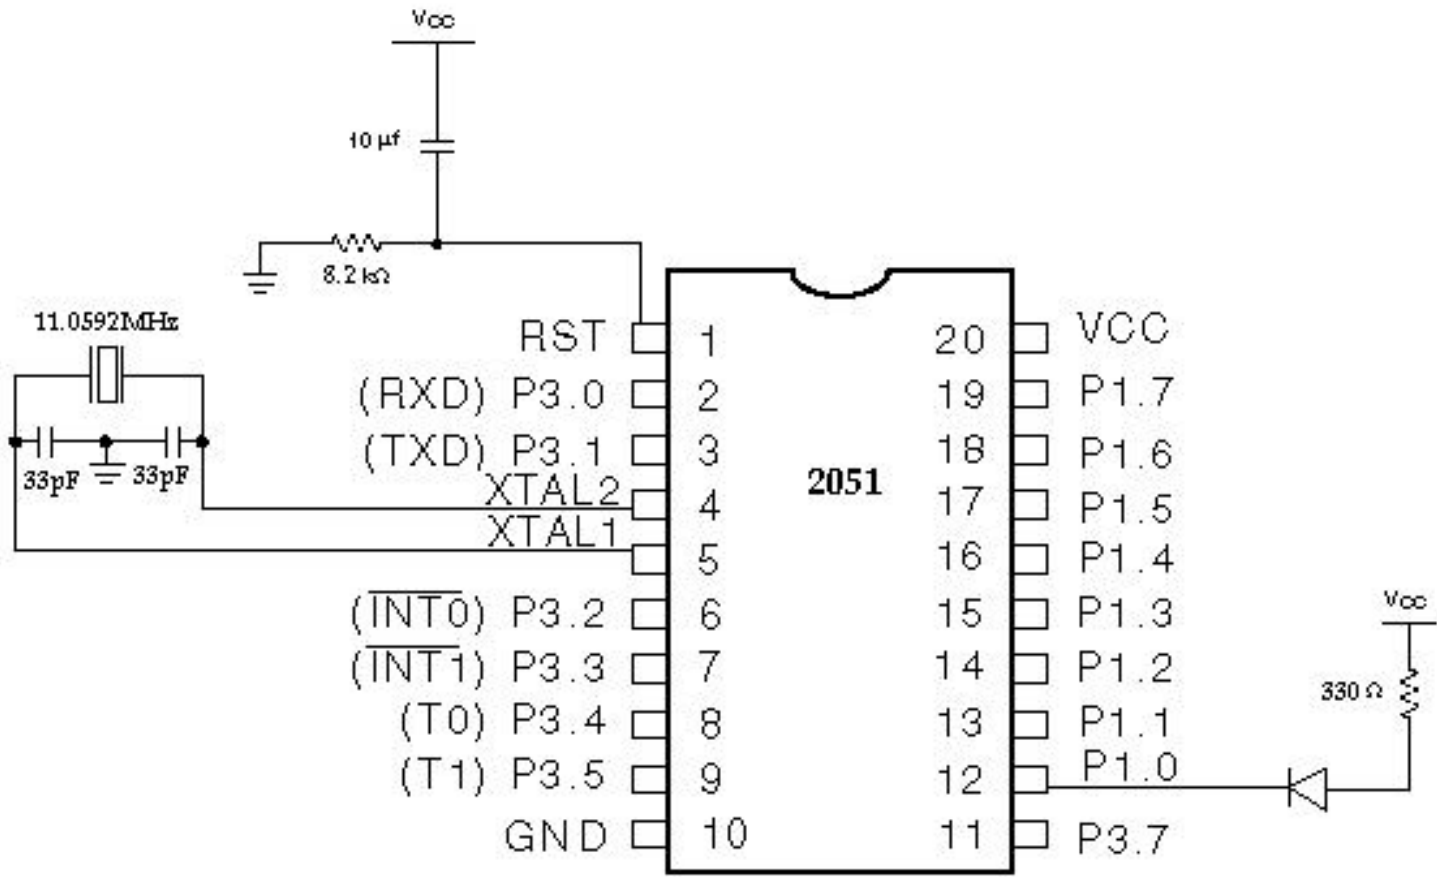 Vcc
10 µf
8.2 kΩ
11.0592MHz
33pF 33pF
RST 1 20 VCC
(RXD) P3.0 2 19 P1.7
(TXD) P3.1 3 18 P1.6
2051
XTAL2 4 17 P1.5
XTAL1 5 16 P1.4
(INT0) P3.2 6 15 P1.3
(INT1) P3.3 7 14 P1.2
(T0) P3.4 8 13 P1.1
(T1) P3.5 9 12 P1.0
GND 10 11 P3.7
Vcc
330 Ω